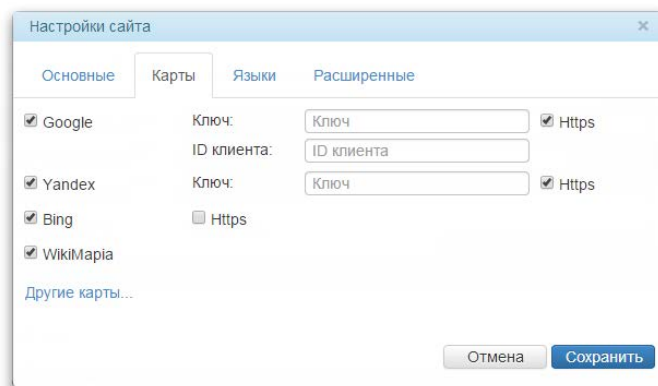 Настройки сайта ×
Основные Карты Языки Расширенные
Google Ключ: Ключ Https
ID клиента: ID клиента
Yandex Ключ: Ключ Https
Bing Https
WikiMapia
Другие карты...
Отмена Сохранить